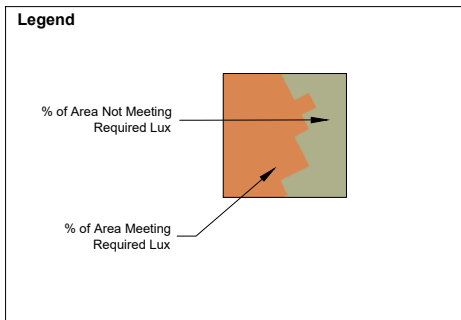 Legend
% of Area Not Meeting
Required Lux
% of Area Meeting
Required Lux